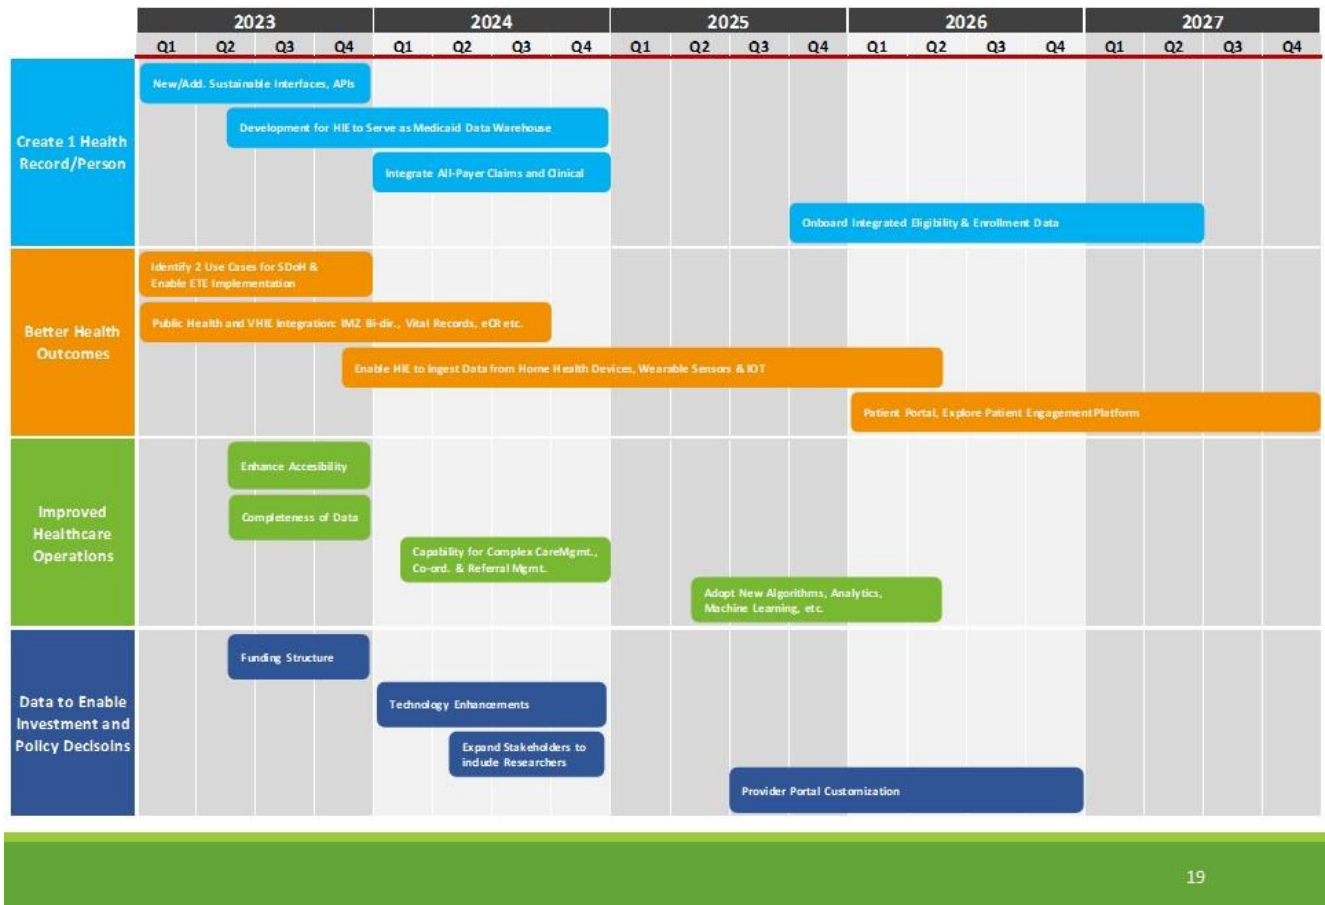 2023 2024 2025 2026 2027
Q1 Q2 Q3 Q4 Q1 Q2 Q3 Q4 Q1 Q2 Q3 Q4 Q1 Q2 Q3 Q4 Q1 Q2 Q3 Q4
Create 1 Health
Record/Person
New/Add. Sustainable Interfaces, APIs
Development for HIE to Serve as Medicaid Data Warehouse
Integrate All-Payer Claims and Clinical
Onboard Integrated Eligibility & Enrollment Data
Better Health
Outcomes
Identify 2 Use Cases for SDoH &
Enable ETE Implementation
Public Health and VHIE Integration: IMZ Bi-dir., Vital Records, eCR etc.
Enable HIE to Ingest Data from Home Health Devices, Wearable Sensors & IOT
Patient Portal, Explore Patient Engagement Platform
Improved
Healthcare
Operations
Enhance Accesibility
Completeness of Data
Capability for Complex CareMgmt.,
Co-ord. & Referral Mgmt.
Adopt New Algorithms, Analytics,
Machine Learning, etc.
Data to Enable
Investment and
Policy Decisoins
Funding Structure
Technology Enhancements
Expand Stakeholders to
include Researchers
Provider Portal Customization
19